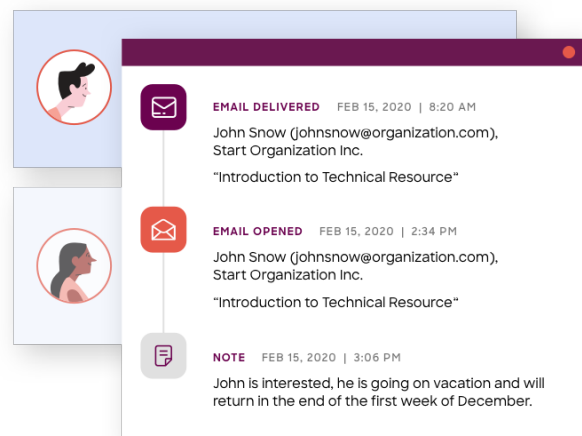 EMAIL DELIVERED FEB 15, 2020 | 8:20 AM
John Snow (johnsnow@organization.com),
Start Organization Inc.
“Introduction to Technical Resource“
EMAIL OPENED FEB 15, 2020 | 2:34 PM
John Snow (johnsnow@organization.com),
Start Organization Inc.
“Introduction to Technical Resource“
NOTE FEB 15, 2020 | 3:06 PM
John is interested, he is going on vacation and will
return in the end of the first week of December.